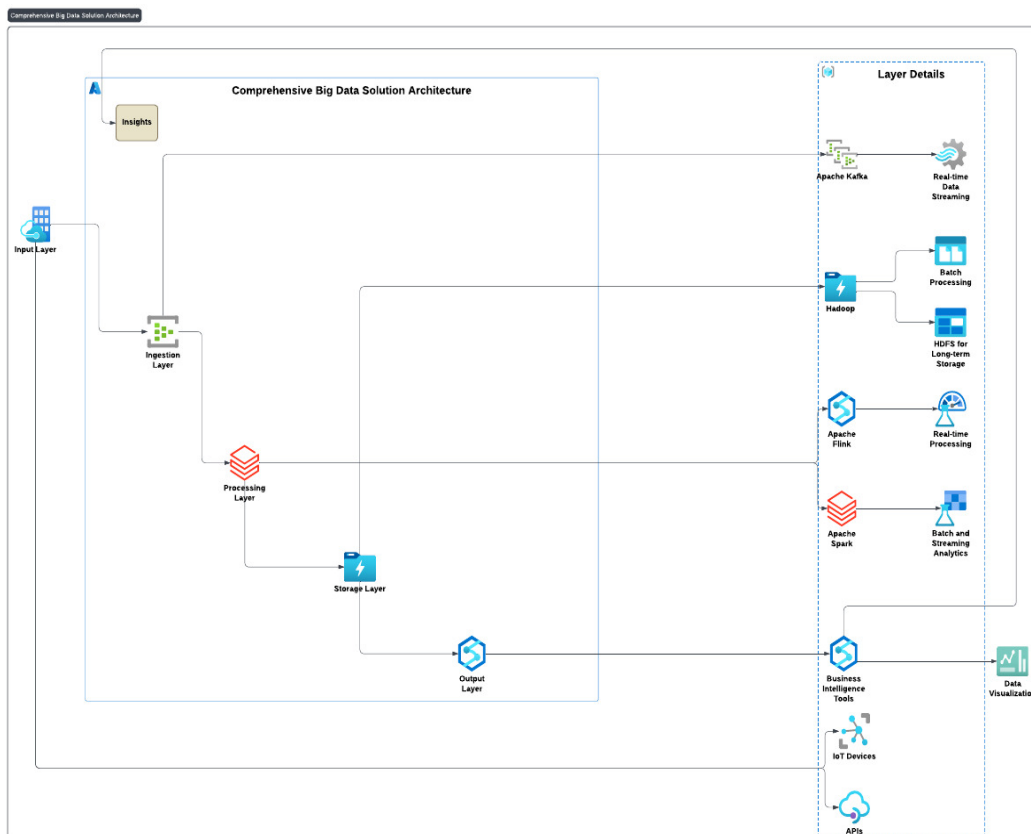 Comprehensive Big Data Solution Architecture
Comprehensive Big Data Solution Architecture
Layer Details
Insights
Apache Kafka
Real-time
Data
Streaming
Input Layer
Batch
Processing
Hadoop
HDFS for
Long-term
Storage
Ingestion
Layer
Apache
Flink
Real-time
Processing
Processing
Layer
Apache
Spark
Batch and
Streaming
Analytics
Storage Layer
Output
Layer
Business
Intelligence
Tools
Data
Visualizatio
IoT Devices
APIs